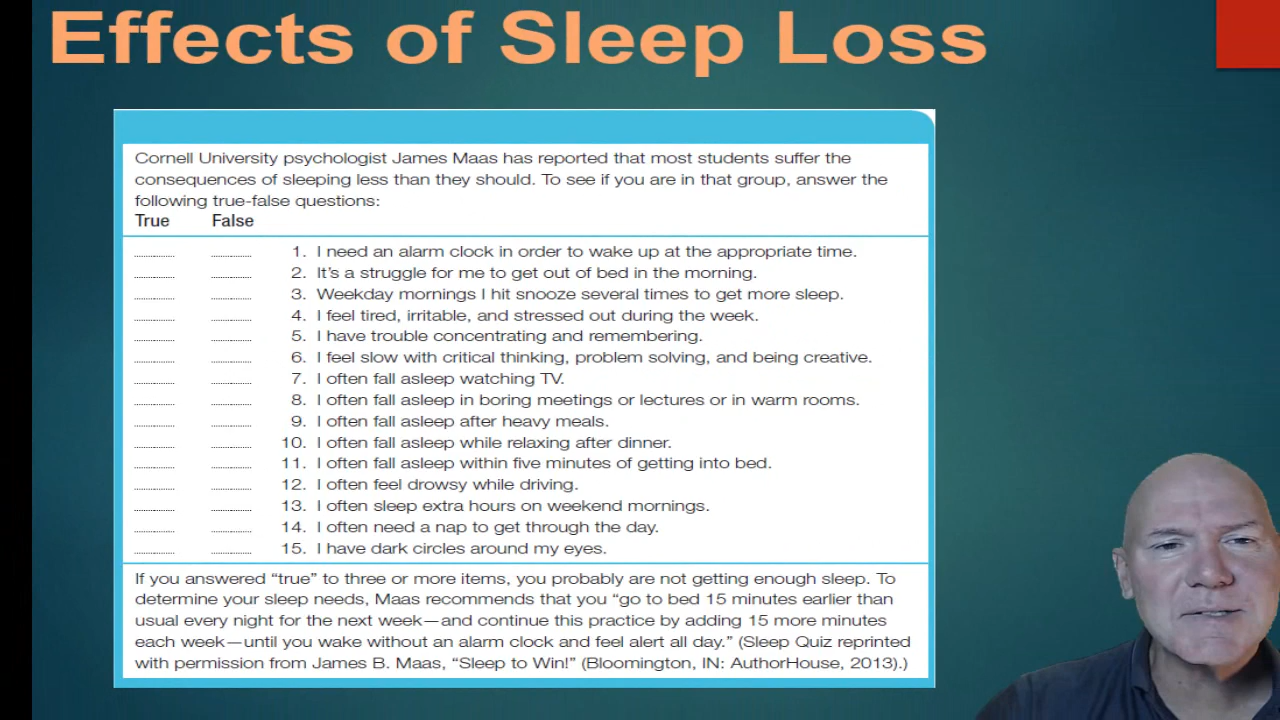 Effects of Sleep Loss
Cornell University psychologist James Maas has reported that most students suffer the
consequences of sleeping less than they should. To see if you are in that group, answer the
following true-false questions:
True False
1. I need an alarm clock in order to wake up at the appropriate time.
2. It's a struggle for me to get out of bed in the morning.
3. Weekday mornings I hit snooze several times to get more sleep.
4. I feel tired, irritable, and stressed out during the week.
5. I have trouble concentrating and remembering.
6. I feel slow with critical thinking, problem solving, and being creative.
7. I often fall asleep watching TV.
8. I often fall asleep in boring meetings or lectures or in warm rooms.
9. I often fall asleep after heavy meals.
10. I often fall asleep while relaxing after dinner.
11. I often fall asleep within five minutes of getting into bed.
12. I often feel drowsy while driving.
13. I often sleep extra hours on weekend mornings.
14. I often need a nap to get through the day.
15. I have dark circles around my eyes.
If you answered “true” to three or more items, you probably are not getting enough sleep. To
determine your sleep needs, Maas recommends that you “go to bed 15 minutes earlier than
usual every night for the next week—and continue this practice by adding 15 more minutes
each week—until you wake without an alarm clock and feel alert all day.” (Sleep Quiz reprinted
with permission from James B. Maas, “Sleep to Win!” (Bloomington, IN: AuthorHouse, 2013).)